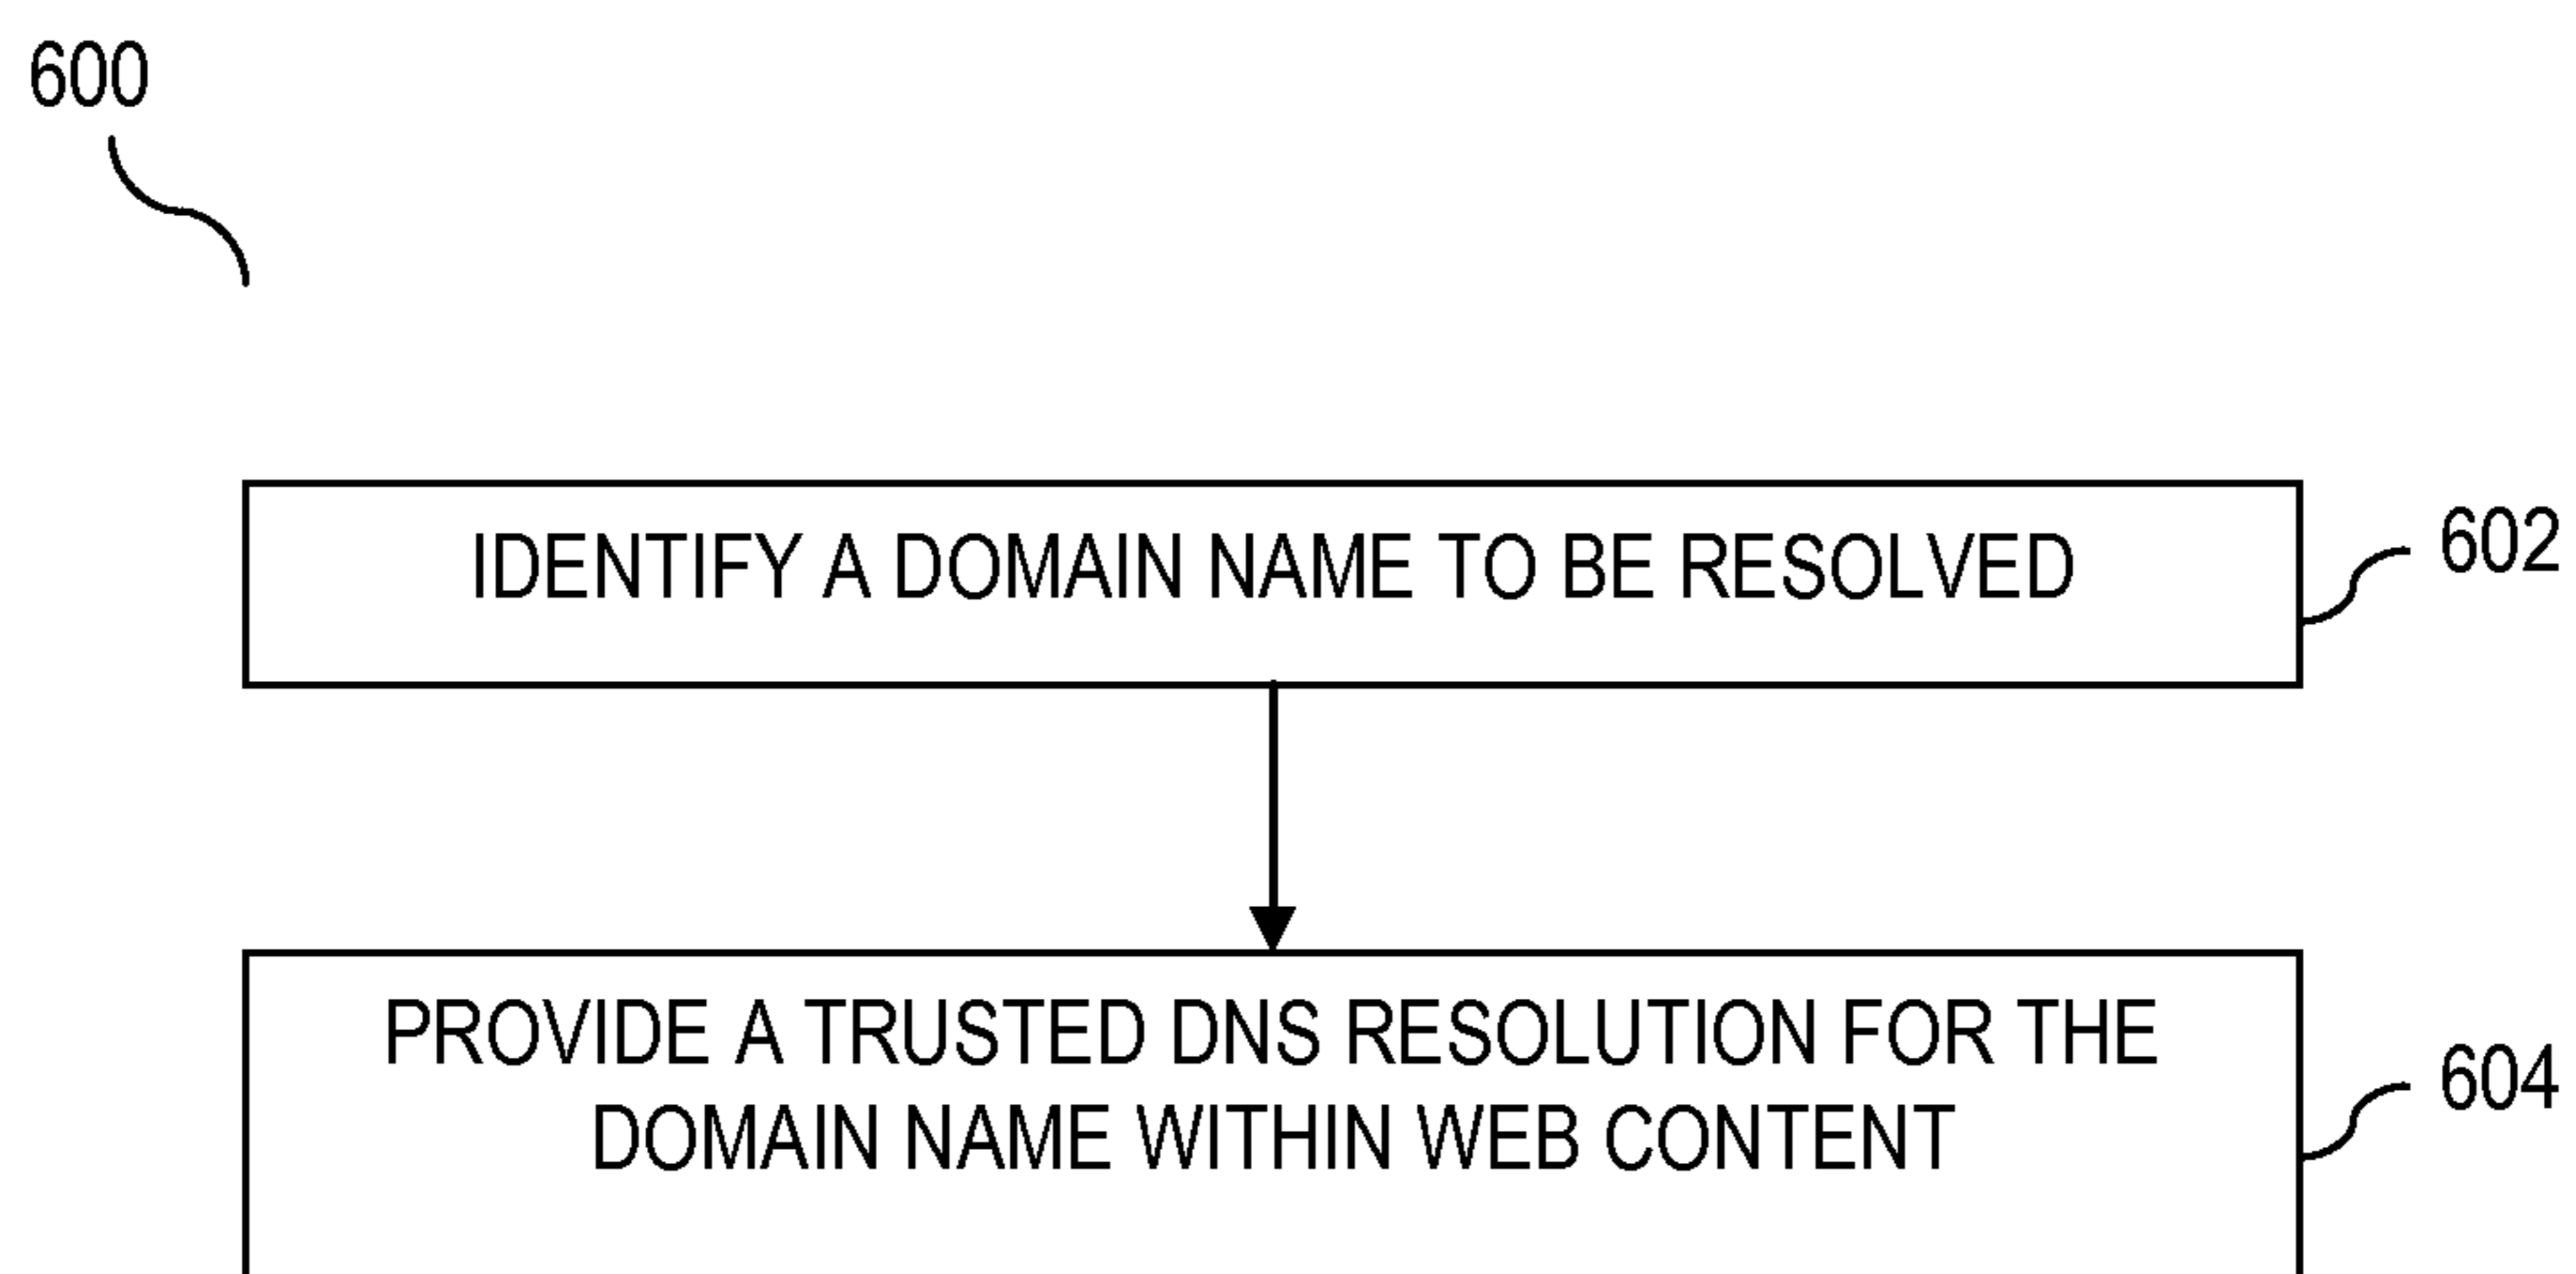 600
IDENTIFY A DOMAIN NAME TO BE RESOLVED
602
PROVIDE A TRUSTED DNS RESOLUTION FOR THE
DOMAIN NAME WITHIN WEB CONTENT
604